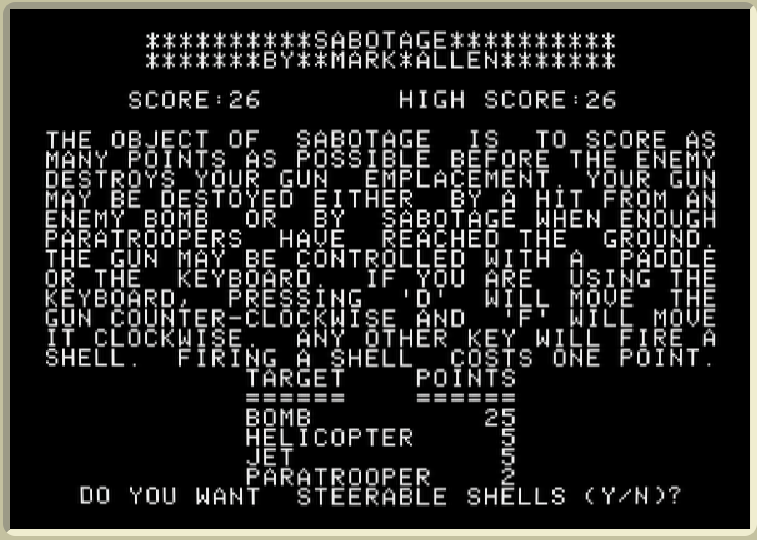 **********SABOTAGE**********
*******BY**MARK*ALLEN*******
SCORE:26 HIGH SCORE:26
THE OBJECT OF SABOTAGE IS TO SCORE AS
MANY POINTS AS POSSIBLE BEFORE THE ENEMY
DESTROYS YOUR GUN EMPLACEMENT. YOUR GUN
MAY BE DESTOYED EITHER BY A HIT FROM AN
ENEMY BOMB OR BY SABOTAGE WHEN ENOUGH
PARATROOPERS HAVE REACHED THE GROUND.
THE GUN MAY BE CONTROLLED WITH A PADDLE
OR THE KEYBOARD. IF YOU ARE USING THE
KEYBOARD, PRESSING 'D' WILL MOVE THE
GUN COUNTER-CLOCKWISE AND 'F' WILL MOVE
IT CLOCKWISE. ANY OTHER KEY WILL FIRE A
SHELL. FIRING A SHELL COSTS ONE POINT.
TARGET POINTS
====== ======
BOMB 25
HELICOPTER 5
JET 5
PARATROOPER 2
DO YOU WANT STEERABLE SHELLS (Y/N)?